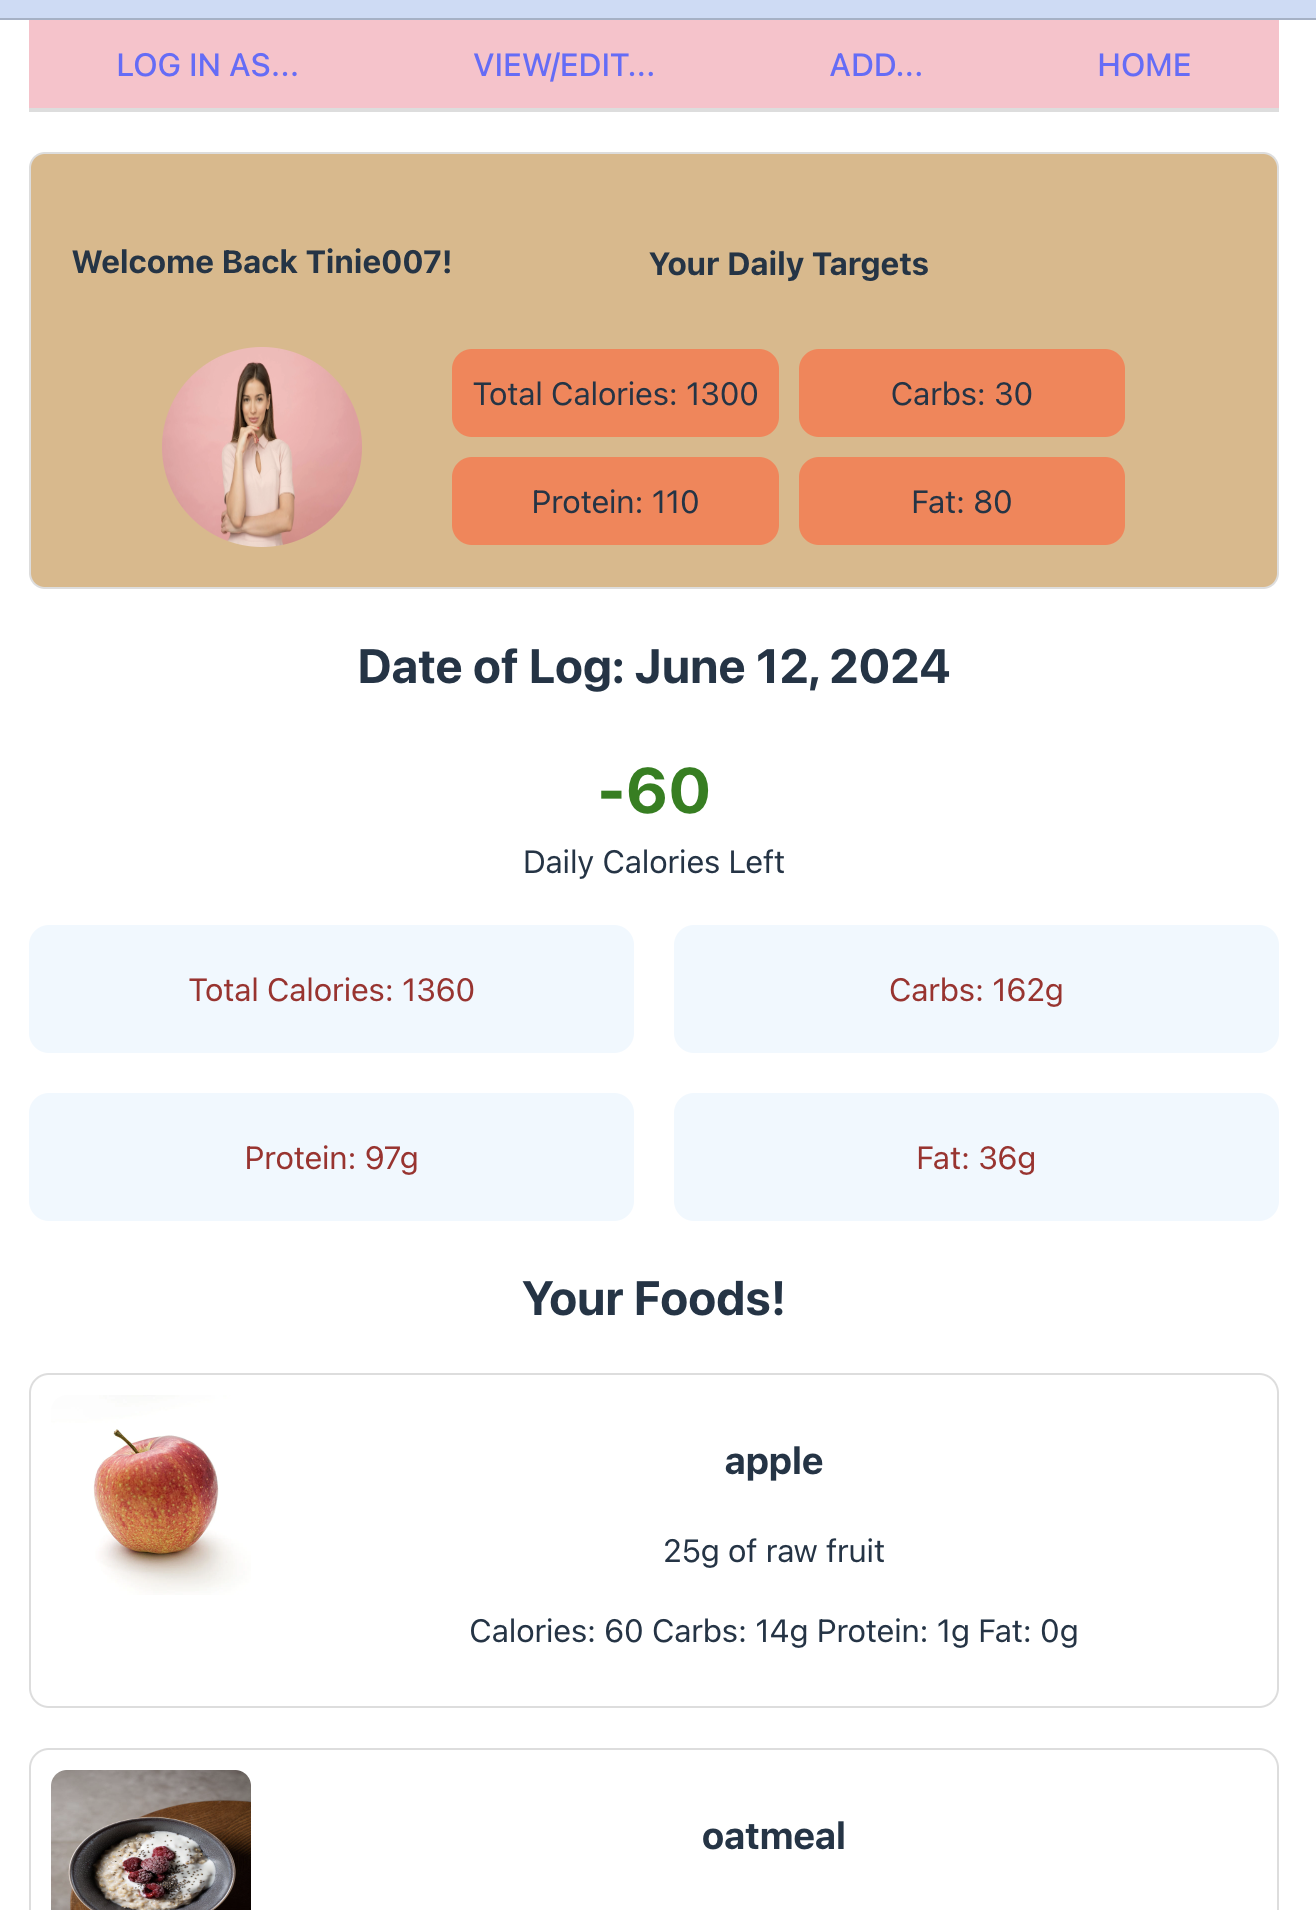 LOG IN AS... VIEW/EDIT... ADD... HOME
Welcome Back Tinie007!
Your Daily Targets
Total Calories: 1300
Carbs: 30
Protein: 110
Fat: 80
Date of Log: June 12, 2024
-60
Daily Calories Left
Total Calories: 1360
Carbs: 162g
Protein: 97g
Fat: 36g
Your Foods!
apple
25g of raw fruit
Calories: 60 Carbs: 14g Protein: 1g Fat: 0g
oatmeal